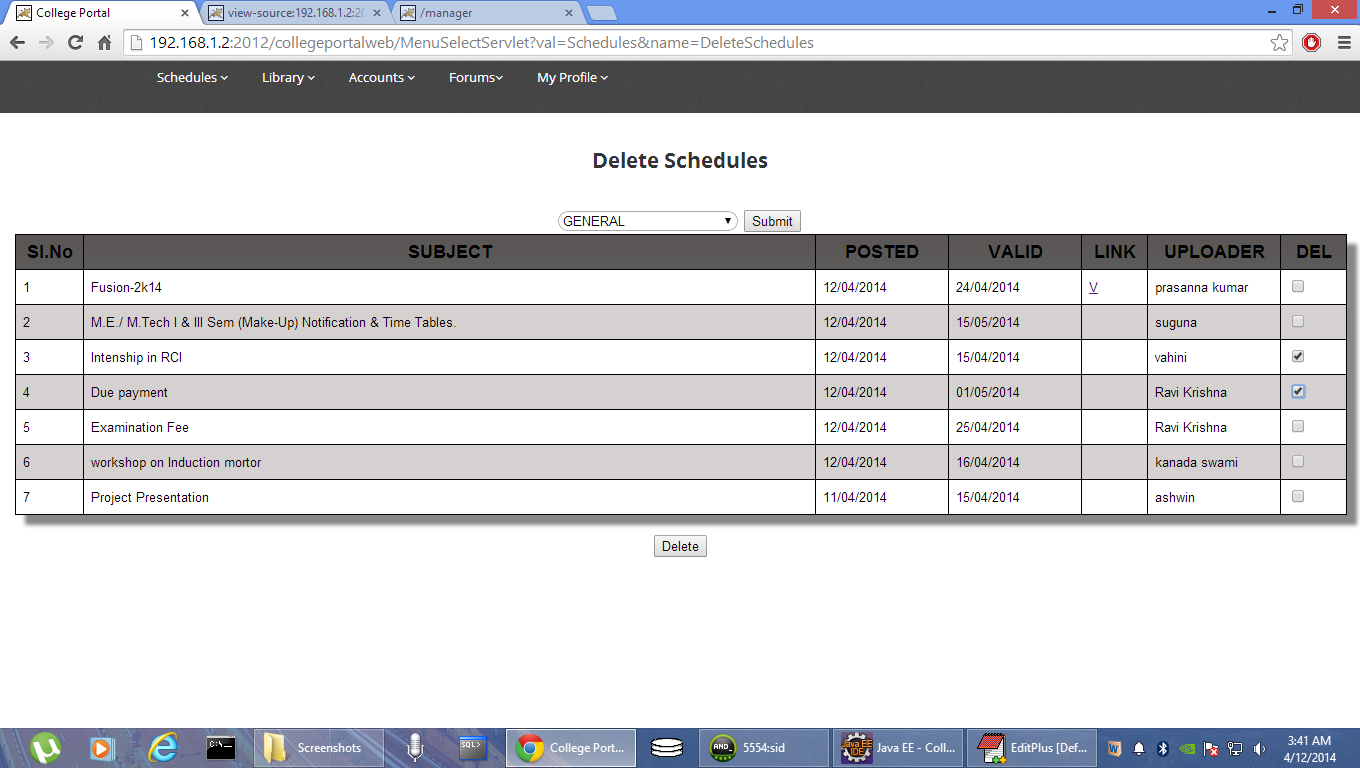 College Portal
view-source:192.168.1.2:20
/manager
192.168.1.2:2012/collegeportalweb/MenuSelectServlet?val=Schedules&name=DeleteSchedules
Schedules Library Accounts Forums My Profile
Delete Schedules
GENERAL Submit
Sl.No SUBJECT POSTED VALID LINK UPLOADER DEL
1 Fusion-2k14 12/04/2014 24/04/2014 V prasanna kumar
2 M.E./ M.Tech I & III Sem (Make-Up) Notification & Time Tables. 12/04/2014 15/05/2014 suguna
3 Intenship in RCI 12/04/2014 15/04/2014 vahini
4 Due payment 12/04/2014 01/05/2014 Ravi Krishna
5 Examination Fee 12/04/2014 25/04/2014 Ravi Krishna
6 workshop on Induction mortor 12/04/2014 16/04/2014 kanada swami
7 Project Presentation 11/04/2014 15/04/2014 ashwin
Delete
C:\ Screenshots SQL> College Port... 5554:sid Java EE - Coll... EditPlus [Def... 3:41 AM
4/12/2014